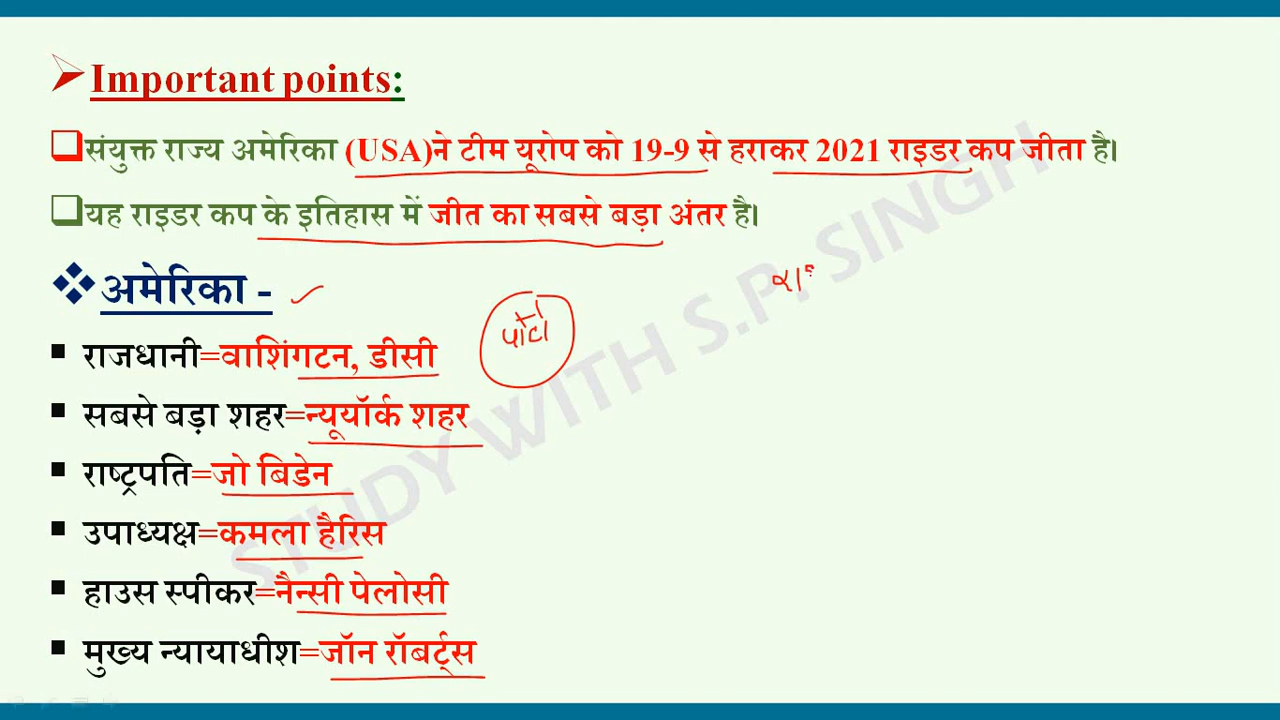 Important points:
संयुक्त राज्य अमेरिका (USA)ने टीम यूरोप को 19-9 से हराकर 2021 राइडर कप जीता है।
यह राइडर कप के इतिहास में जीत का सबसे बड़ा अंतर है।
अमेरिका -
राजधानी=वाशिंगटन, डीसी
सबसे बड़ा शहर=न्यूयॉर्क शहर
राष्ट्रपति=जो बिडेन
उपाध्यक्ष=कमला हैरिस
हाउस स्पीकर=नैन्सी पेलोसी
मुख्य न्यायाधीश=जॉन रॉबर्ट्स
STUDY WITH S.P. SINGH